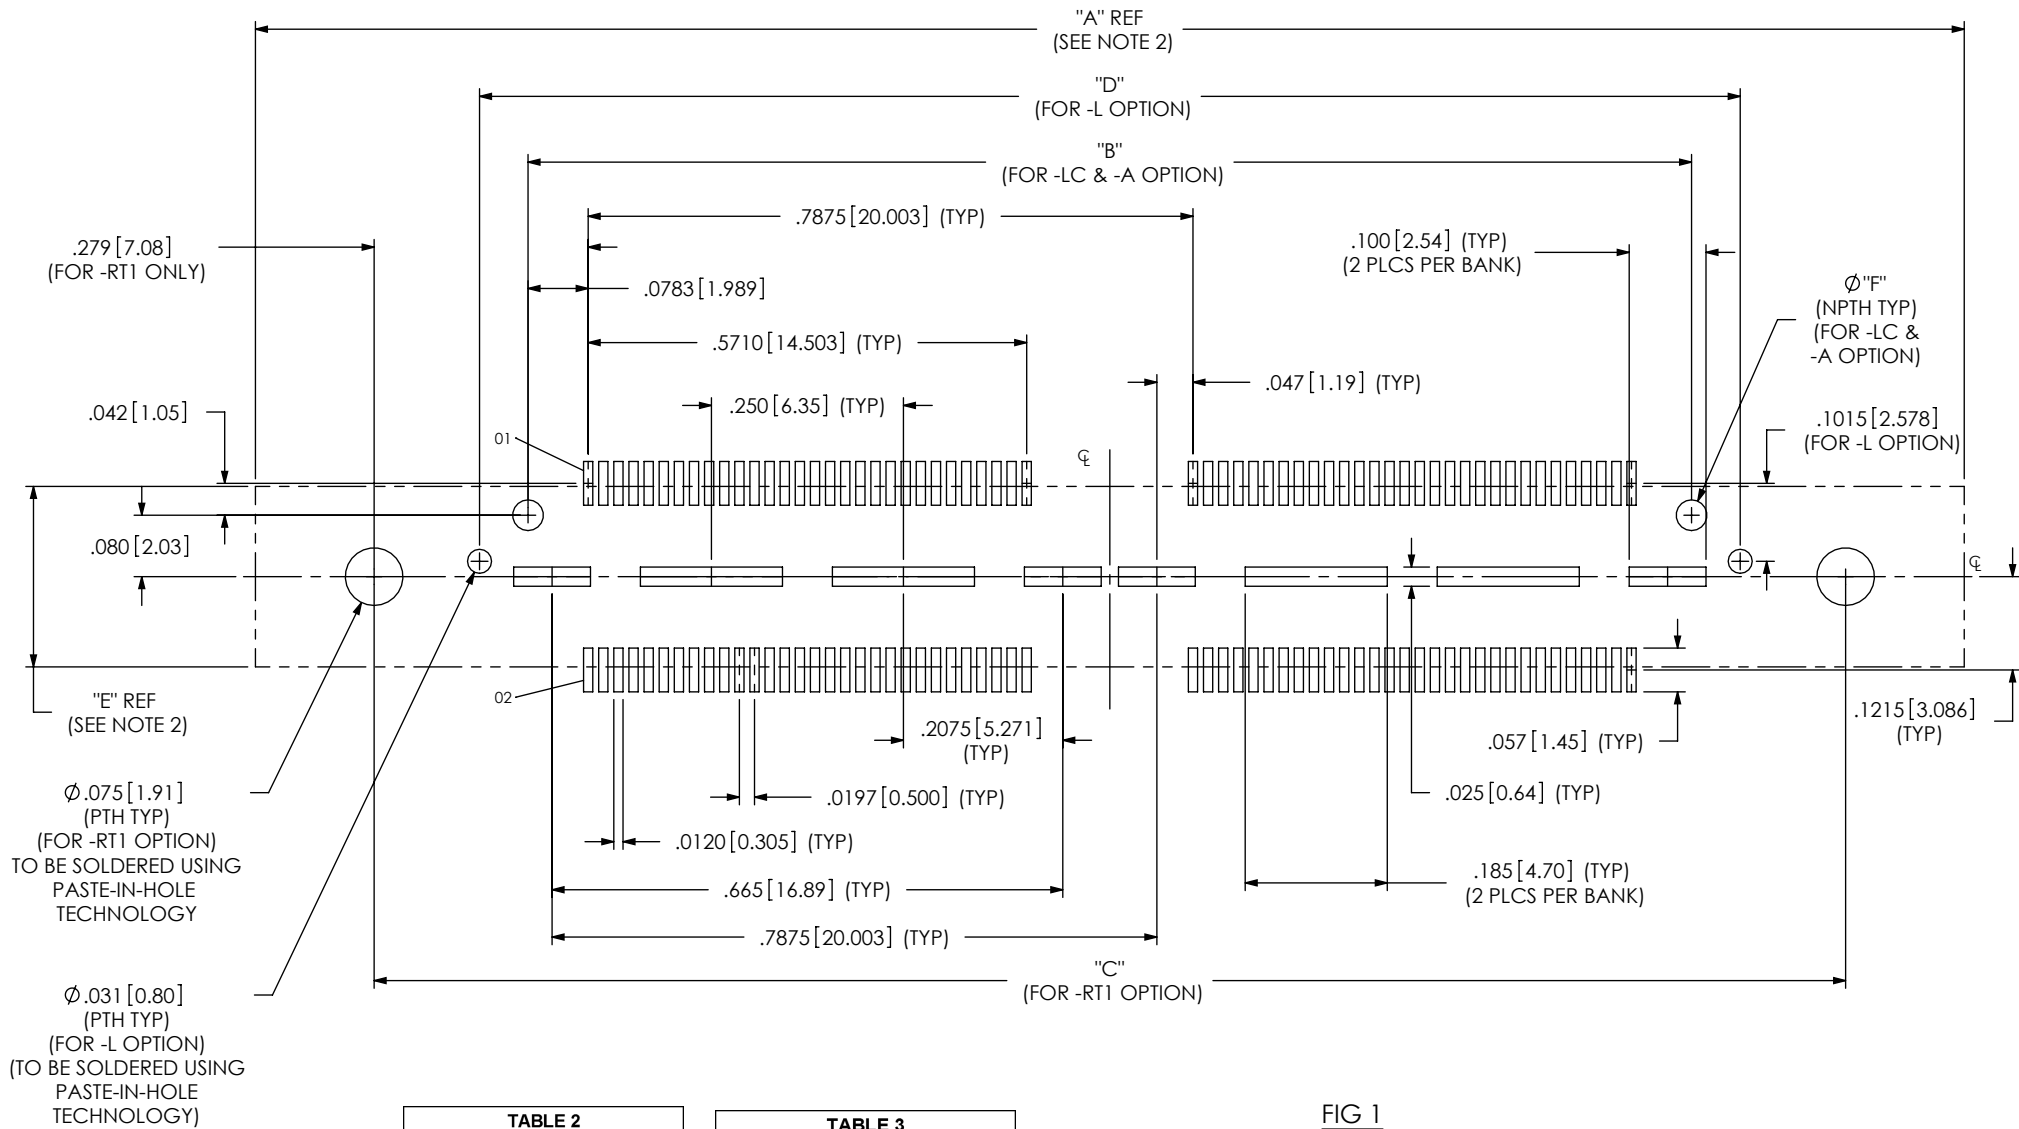 "A" REF
(SEE NOTE 2)
"D"
(FOR -L OPTION)
"B"
(FOR -LC & -A OPTION)
.7875[20.003] (TYP)
.279[7.08]
(FOR -RT1 ONLY)
.100[2.54] (TYP)
(2 PLCS PER BANK)
.0783[1.989]
Ø"F"
(NPTH TYP)
(FOR -LC &
-A OPTION)
.5710[14.503] (TYP)
.047[1.19] (TYP)
.250[6.35] (TYP)
.042[1.05]
.1015[2.578]
(FOR -L OPTION)
01
℄
.080[2.03]
℄
02
"E" REF
(SEE NOTE 2)
.2075[5.271]
(TYP)
.057[1.45] (TYP)
.1215[3.086]
(TYP)
Ø.075[1.91]
(PTH TYP)
(FOR -RT1 OPTION)
TO BE SOLDERED USING
PASTE-IN-HOLE
TECHNOLOGY
.0197[0.500] (TYP)
.025[0.64] (TYP)
.0120[0.305] (TYP)
.665[16.89] (TYP)
.185[4.70] (TYP)
(2 PLCS PER BANK)
.7875[20.003] (TYP)
"C"
(FOR -RT1 OPTION)
Ø.031[0.80]
(PTH TYP)
(FOR -L OPTION)
(TO BE SOLDERED USING
PASTE-IN-HOLE
TECHNOLOGY)
TABLE 2
TABLE 3
FIG 1